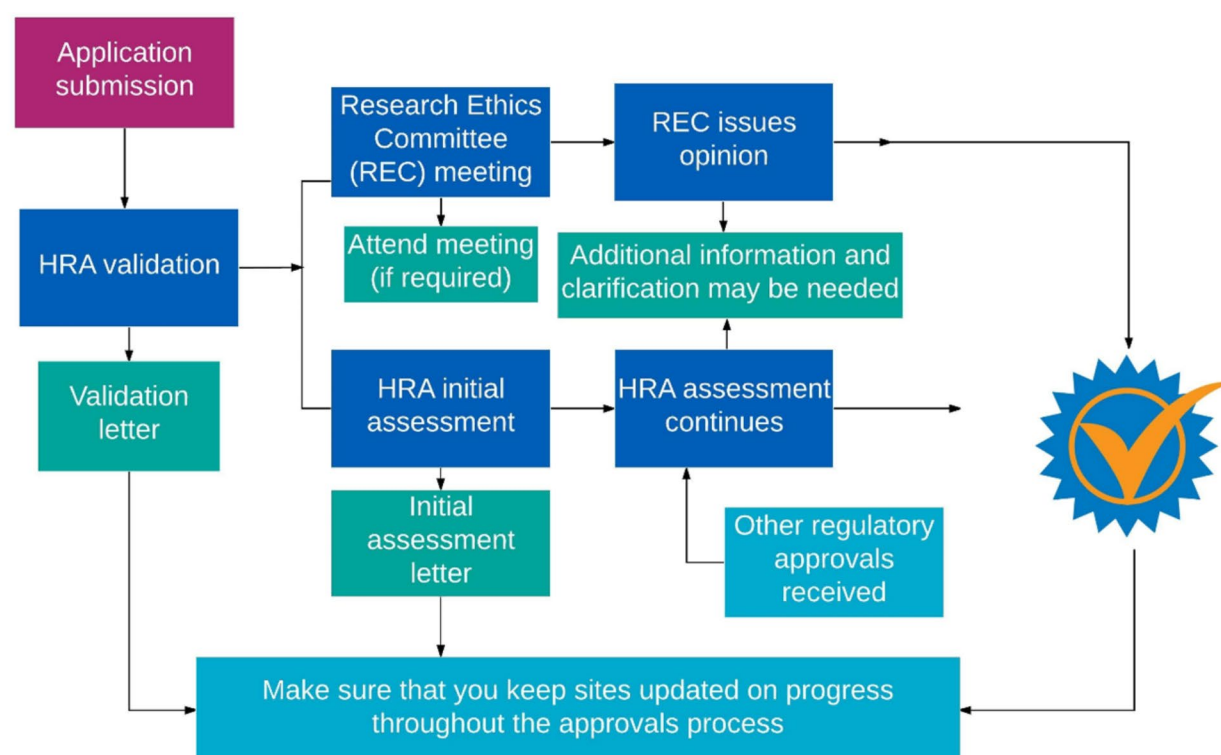 Application
submission
Research Ethics
Committee
(REC) meeting
REC issues
opinion
HRA validation
Attend meeting
(if required)
Additional information and
clarification may be needed
Validation
letter
HRA initial
assessment
HRA assessment
continues
Initial
assessment
letter
Other regulatory
approvals
received
Make sure that you keep sites updated on progress
throughout the approvals process